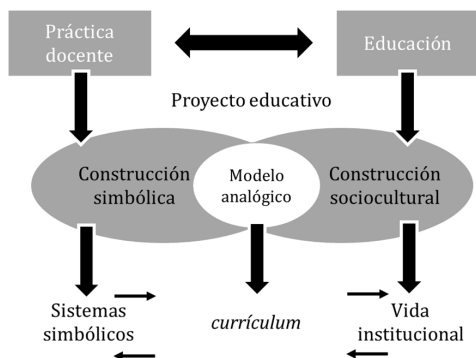 Práctica
docente
Educación
Proyecto educativo
Construcción
simbólica
Modelo
analógico
Construcción
sociocultural
Sistemas
simbólicos
currículum
Vida
institucional